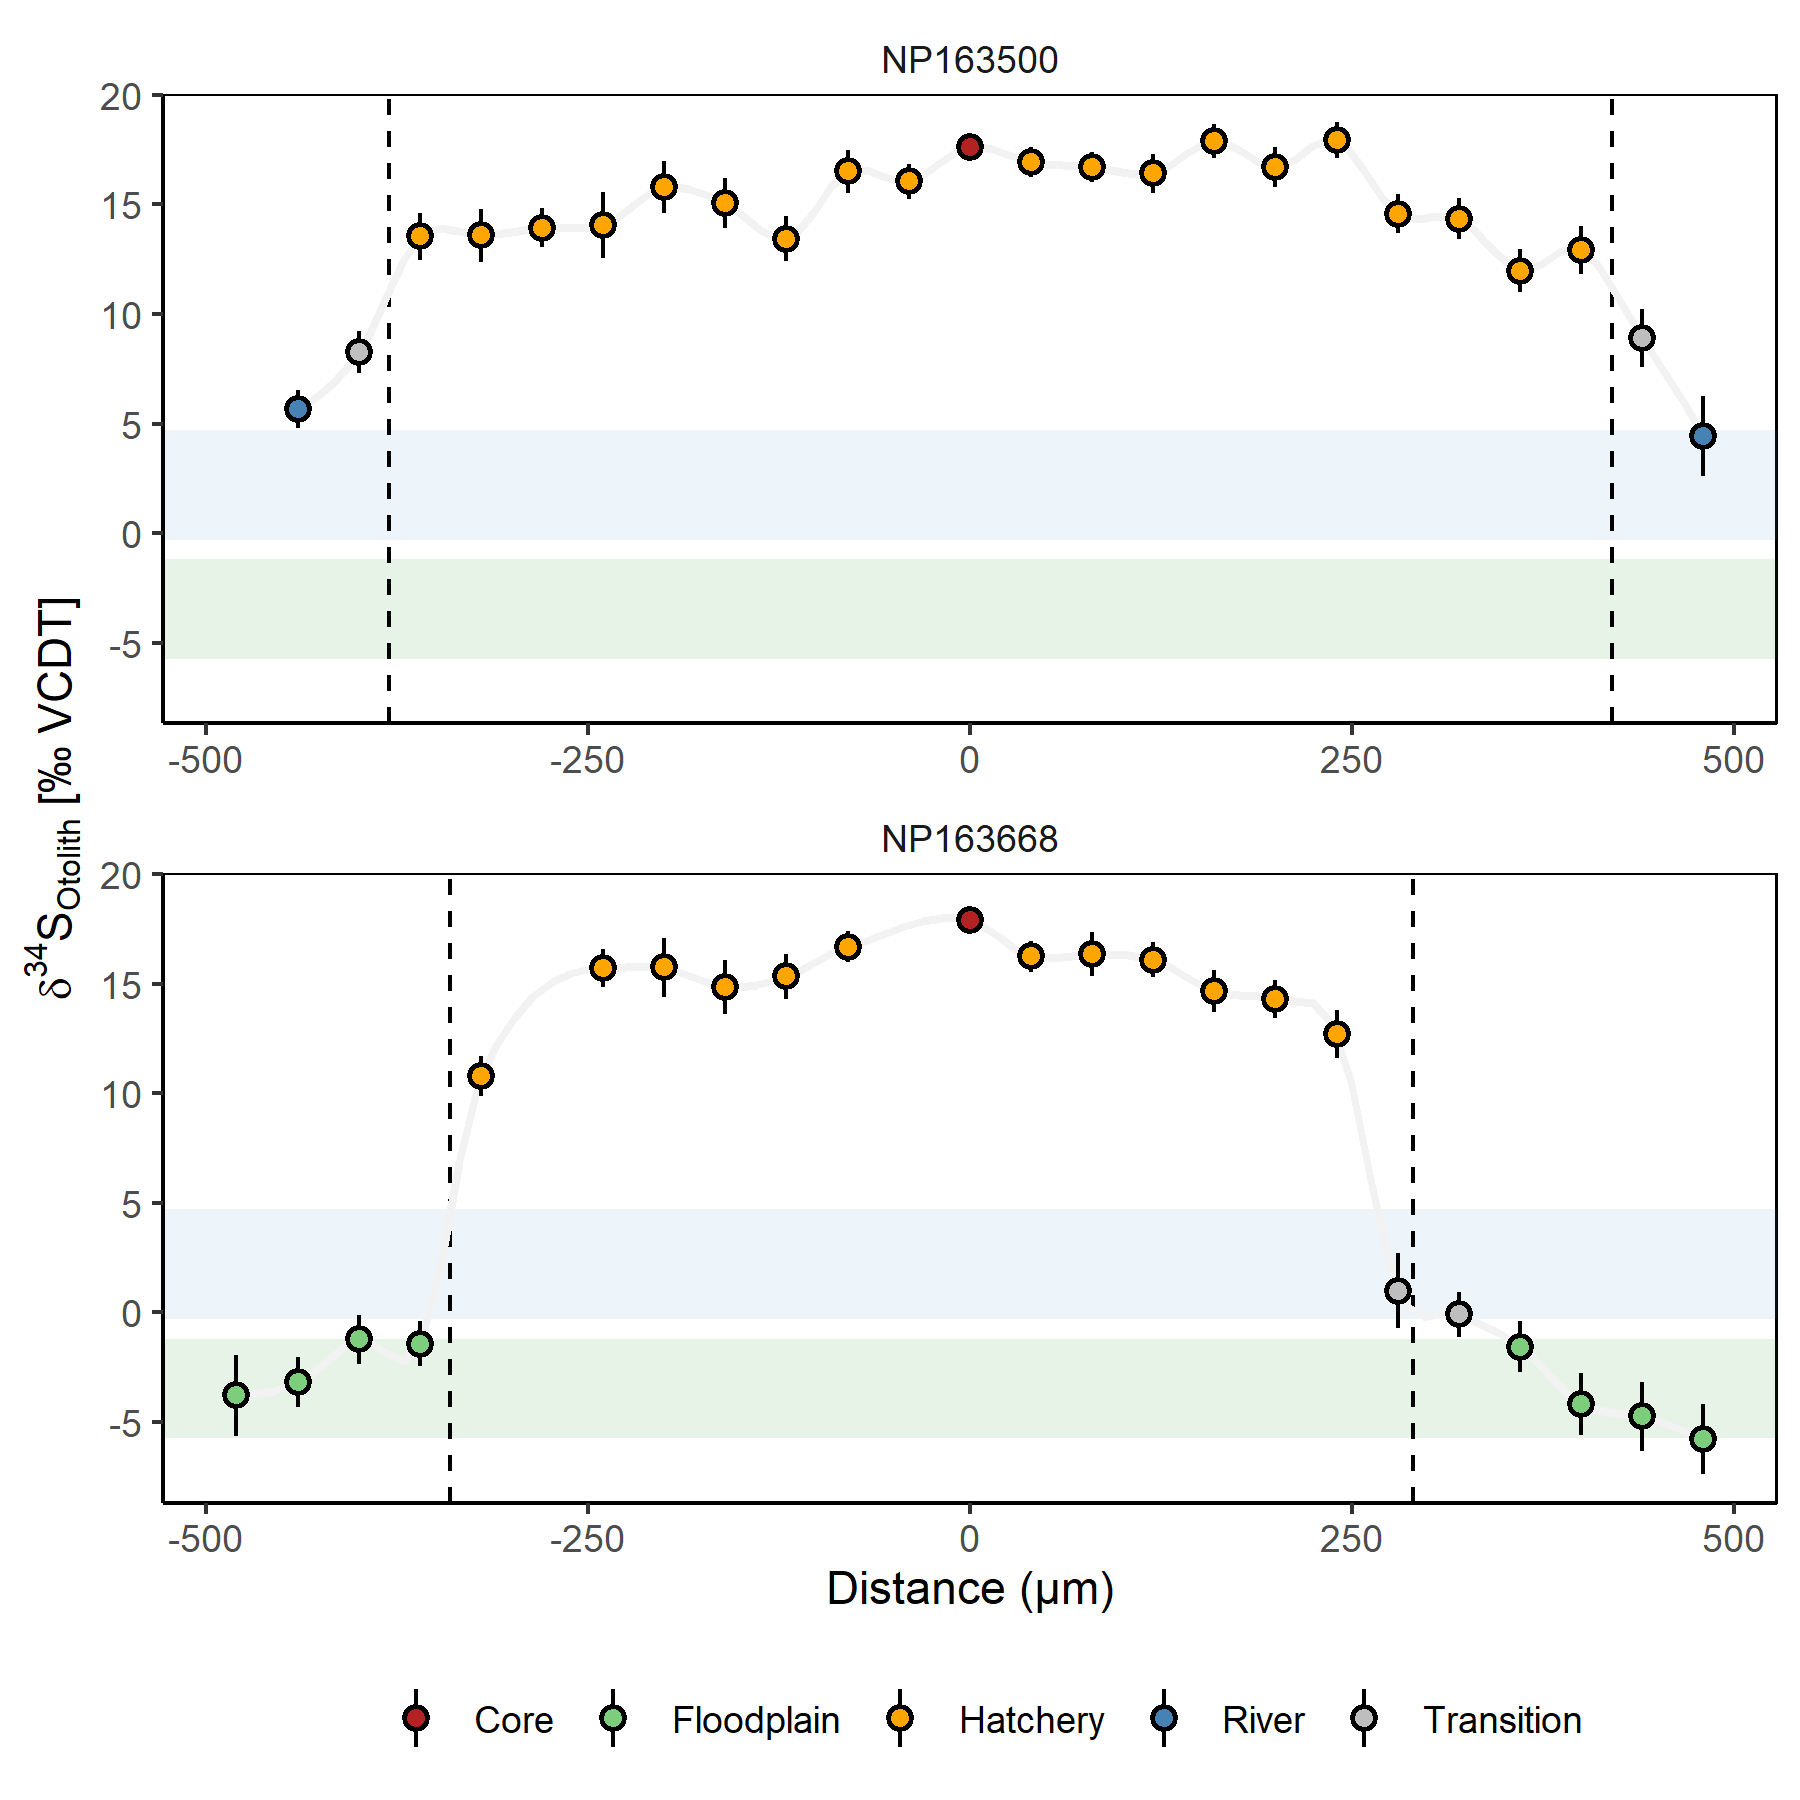 NP163500
20
15
10
5
0
-5
-500 -250 0 250 500
δ34SOtolith [‰ VCDT]
NP163668
20
15
10
5
0
-5
-500 -250 0 250 500
Distance (µm)
Core Floodplain Hatchery River Transition